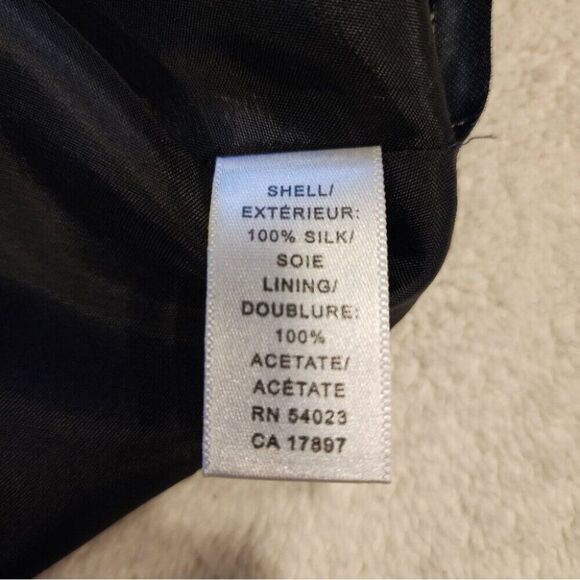 SHELL/
EXTÉRIEUR:
100% SILK/
SOIE
LINING/
DOUBLURE:
100%
ACETATE/
ACÉTATE
RN 54023
CA 17897